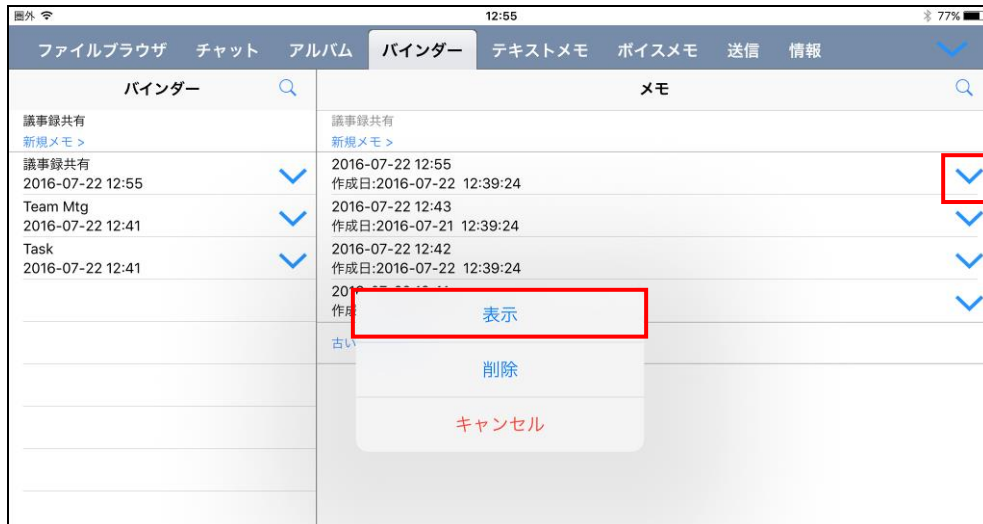 圏外 12:55 77%
ファイルブラウザ チャット アルバム バインダー テキストメモ ボイスメモ 送信 情報
バインダー
議事録共有
新規メモ >
議事録共有
2016-07-22 12:55
Team Mtg
2016-07-22 12:41
Task
2016-07-22 12:41
メモ
議事録共有
新規メモ >
2016-07-22 12:55
作成日:2016-07-22 12:39:24
2016-07-22 12:43
作成日:2016-07-21 12:39:24
2016-07-22 12:42
作成日:2016-07-22 12:39:24
古い
表示
削除
キャンセル